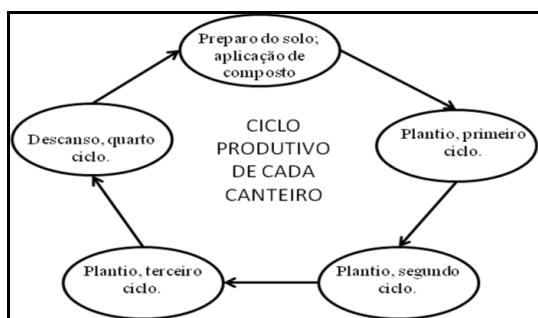 Preparo do solo;
aplicação de
composto
Plantio, primeiro
ciclo.
Plantio, segundo
ciclo.
Plantio, terceiro
ciclo.
Descanso, quarto
ciclo.
CICLO
PRODUTIVO
DE CADA
CANTEIRO